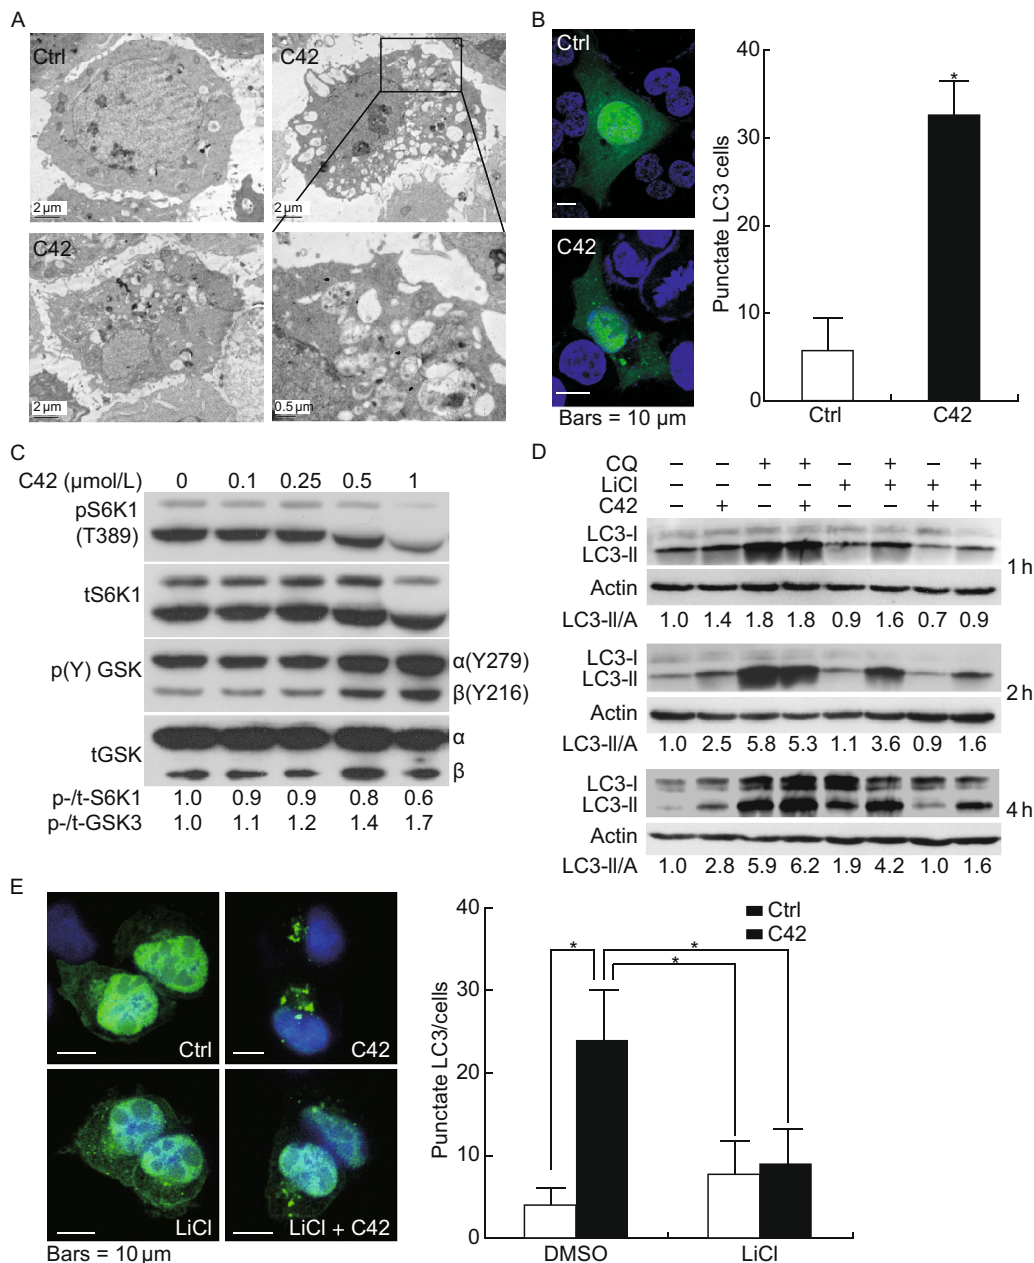 A
Ctrl
2 µm
C42
2 µm
C42
2 µm
0.5 µm
B
Ctrl
C42
Bars = 10 µm
Punctate LC3 cells
40
30
20
10
0
*
Ctrl C42
C
C42 (µmol/L) 0 0.1 0.25 0.5 1
pS6K1
(T389)
tS6K1
p(Y) GSK
α(Y279)
β(Y216)
tGSK
α
β
p-/t-S6K1 1.0 0.9 0.9 0.8 0.6
p-/t-GSK3 1.0 1.1 1.2 1.4 1.7
D
CQ – – + + – + – +
LiCl – – – – + + + +
C42 – + – + – – + +
LC3-I
LC3-II
1 h
Actin
LC3-II/A 1.0 1.4 1.8 1.8 0.9 1.6 0.7 0.9
LC3-I
LC3-II
2 h
Actin
LC3-II/A 1.0 2.5 5.8 5.3 1.1 3.6 0.9 1.6
LC3-I
LC3-II
4 h
Actin
LC3-II/A 1.0 2.8 5.9 6.2 1.9 4.2 1.0 1.6
E
Ctrl
C42
LiCl
LiCl + C42
Bars = 10 µm
Punctate LC3/cells
40
30
20
10
0
Ctrl
C42
* *
*
DMSO LiCl